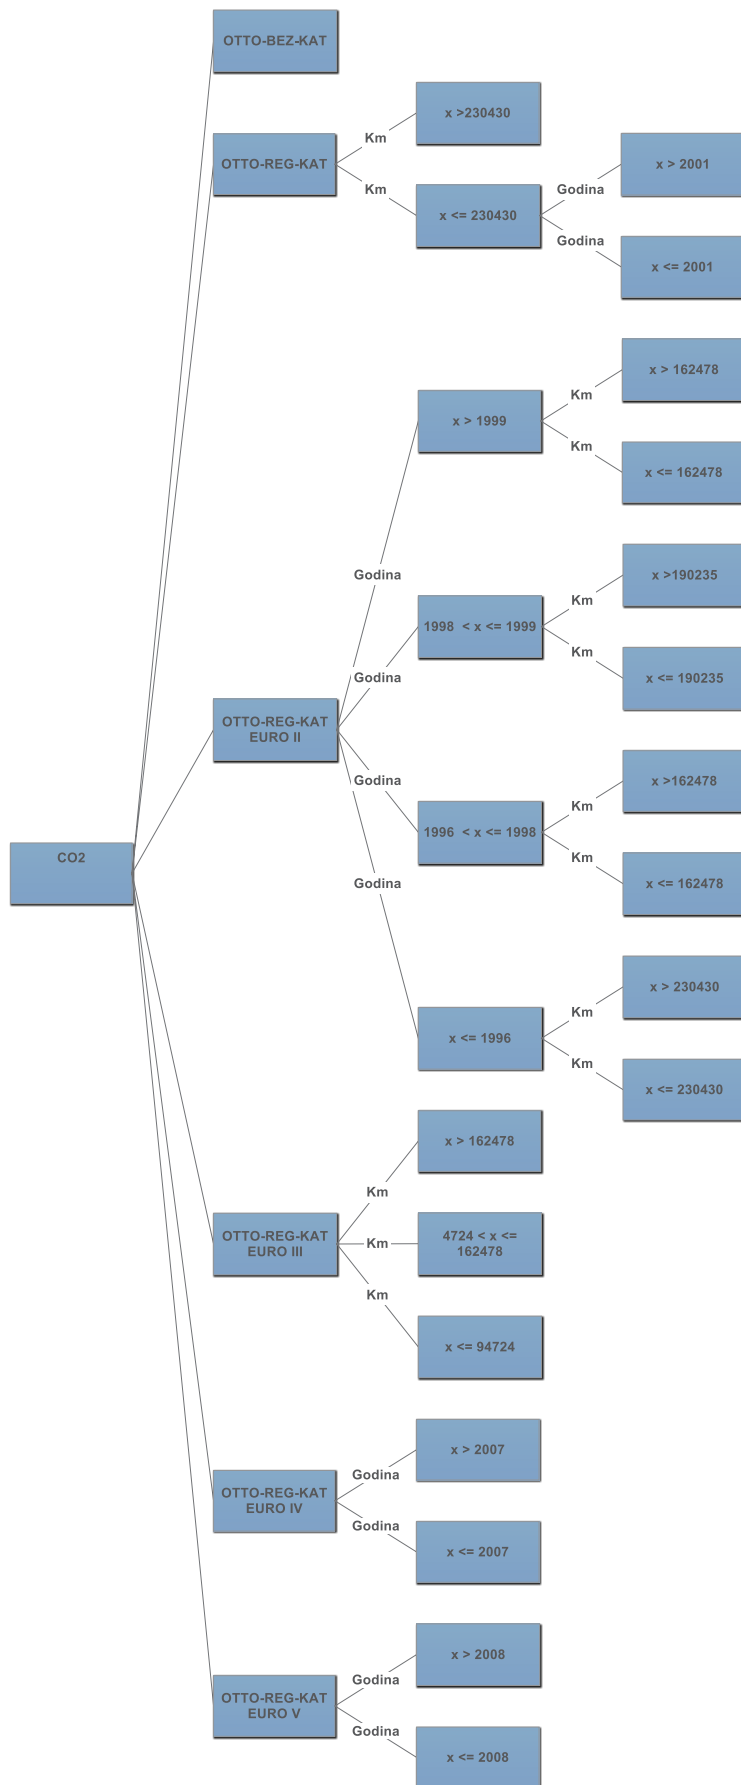 OTTO-BEZ-KAT
x >230430
Km
OTTO-REG-KAT
x > 2001
Km
Godina
x <= 230430
Godina
x <= 2001
x > 162478
Km
x > 1999
Km
x <= 162478
x >190235
Godina
Km
1998 < x <= 1999
Km
Godina
x <= 190235
OTTO-REG-KAT
EURO II
x >162478
Godina
Km
1996 < x <= 1998
Km
CO2
Godina
x <= 162478
x > 230430
Km
x <= 1996
Km
x <= 230430
x > 162478
Km
OTTO-REG-KAT
EURO III
Km
4724 < x <=
162478
Km
x <= 94724
x > 2007
Godina
OTTO-REG-KAT
EURO IV
Godina
x <= 2007
x > 2008
Godina
OTTO-REG-KAT
EURO V
Godina
x <= 2008